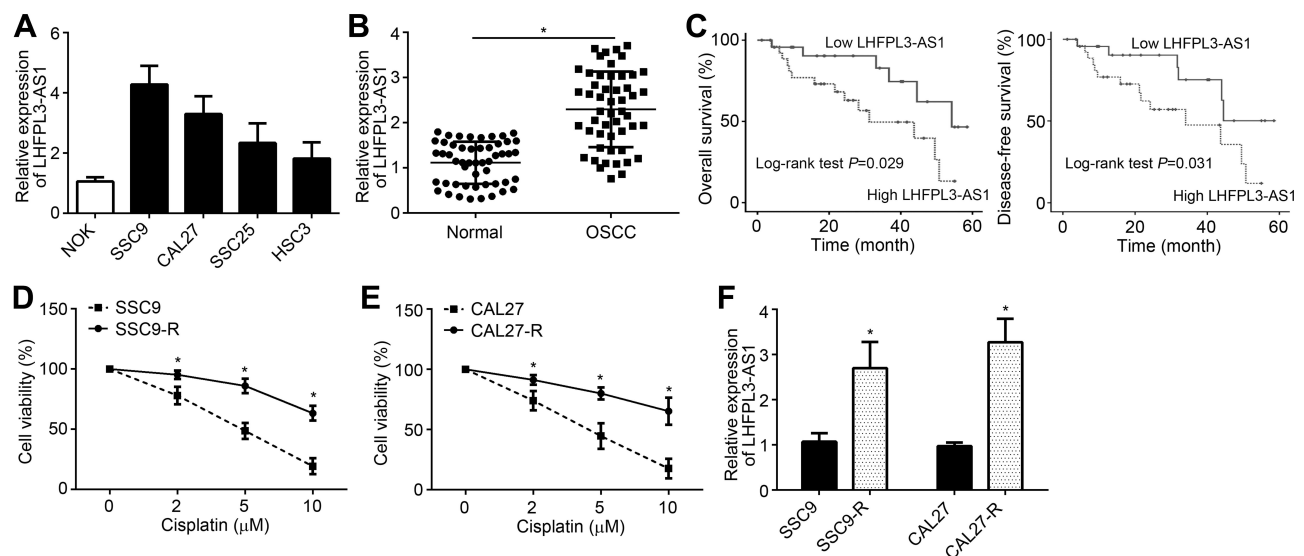 A
Relative expression
of LHFPL3-AS1
6
4
2
0
NOK
SSC9
CAL27
SSC25
HSC3
B
Relative expression
of LHFPL3-AS1
4
3
2
1
0
*
Normal
OSCC
C
Overall survival (%)
100
50
0
Low LHFPL3-AS1
Log-rank test P=0.029
High LHFPL3-AS1
0
20
40
60
Time (month)
Disease-free survival (%)
100
50
0
Low LHFPL3-AS1
Log-rank test P=0.031
High LHFPL3-AS1
0
20
40
60
Time (month)
D
Cell viability (%)
150
100
50
0
SSC9
SSC9-R
*
*
*
0
2
5
10
Cisplatin (μM)
E
Cell viability (%)
150
100
50
0
CAL27
CAL27-R
*
*
*
0
2
5
10
Cisplatin (μM)
F
Relative expression
of LHFPL3-AS1
4
3
2
1
0
*
*
SSC9
SSC9-R
CAL27
CAL27-R